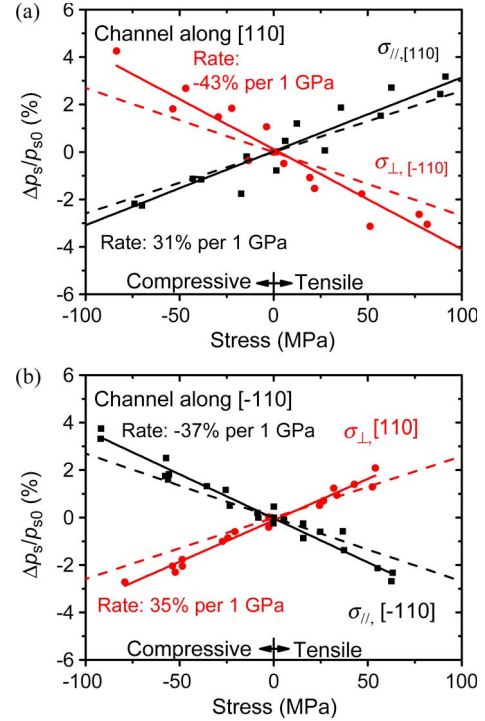 (a)
6
Channel along [110]
Rate:
-43% per 1 GPa
σ//,[110]
4
2
0
-2
-4
-6
Δps/ps0 (%)
σ⊥, [-110]
Rate: 31% per 1 GPa
Compressive Tensile
-100 -50 0 50 100
Stress (MPa)
(b)
6
Channel along [-110]
Rate: -37% per 1 GPa
σ⊥,[110]
4
2
0
-2
-4
-6
Δps/ps0 (%)
Rate: 35% per 1 GPa
σ//, [-110]
Compressive Tensile
-100 -50 0 50 100
Stress (MPa)